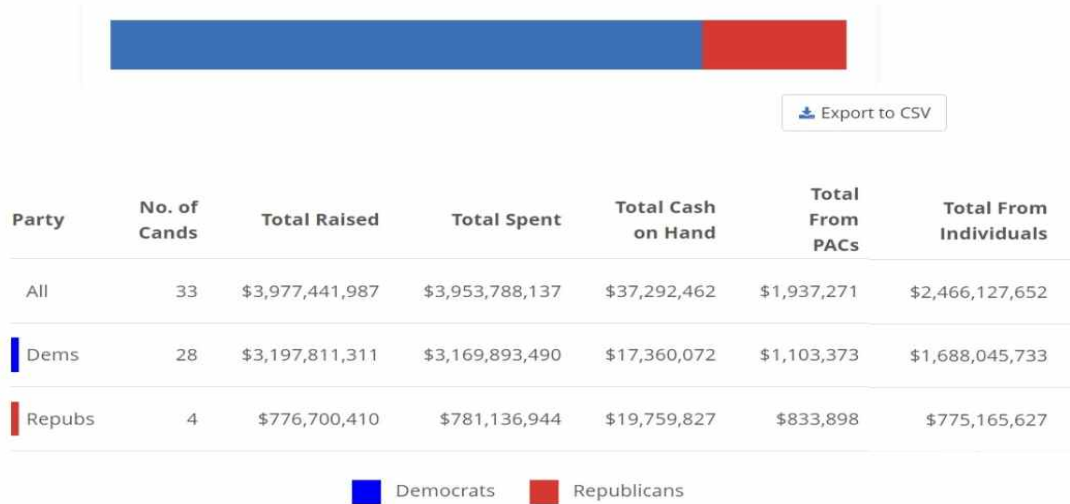 Export to CSV
Party No. of Cands Total Raised Total Spent Total Cash on Hand Total From PACs Total From Individuals
All 33 $3,977,441,987 $3,953,788,137 $37,292,462 $1,937,271 $2,466,127,652
Dems 28 $3,197,811,311 $3,169,893,490 $17,360,072 $1,103,373 $1,688,045,733
Repubs 4 $776,700,410 $781,136,944 $19,759,827 $833,898 $775,165,627
Democrats Republicans